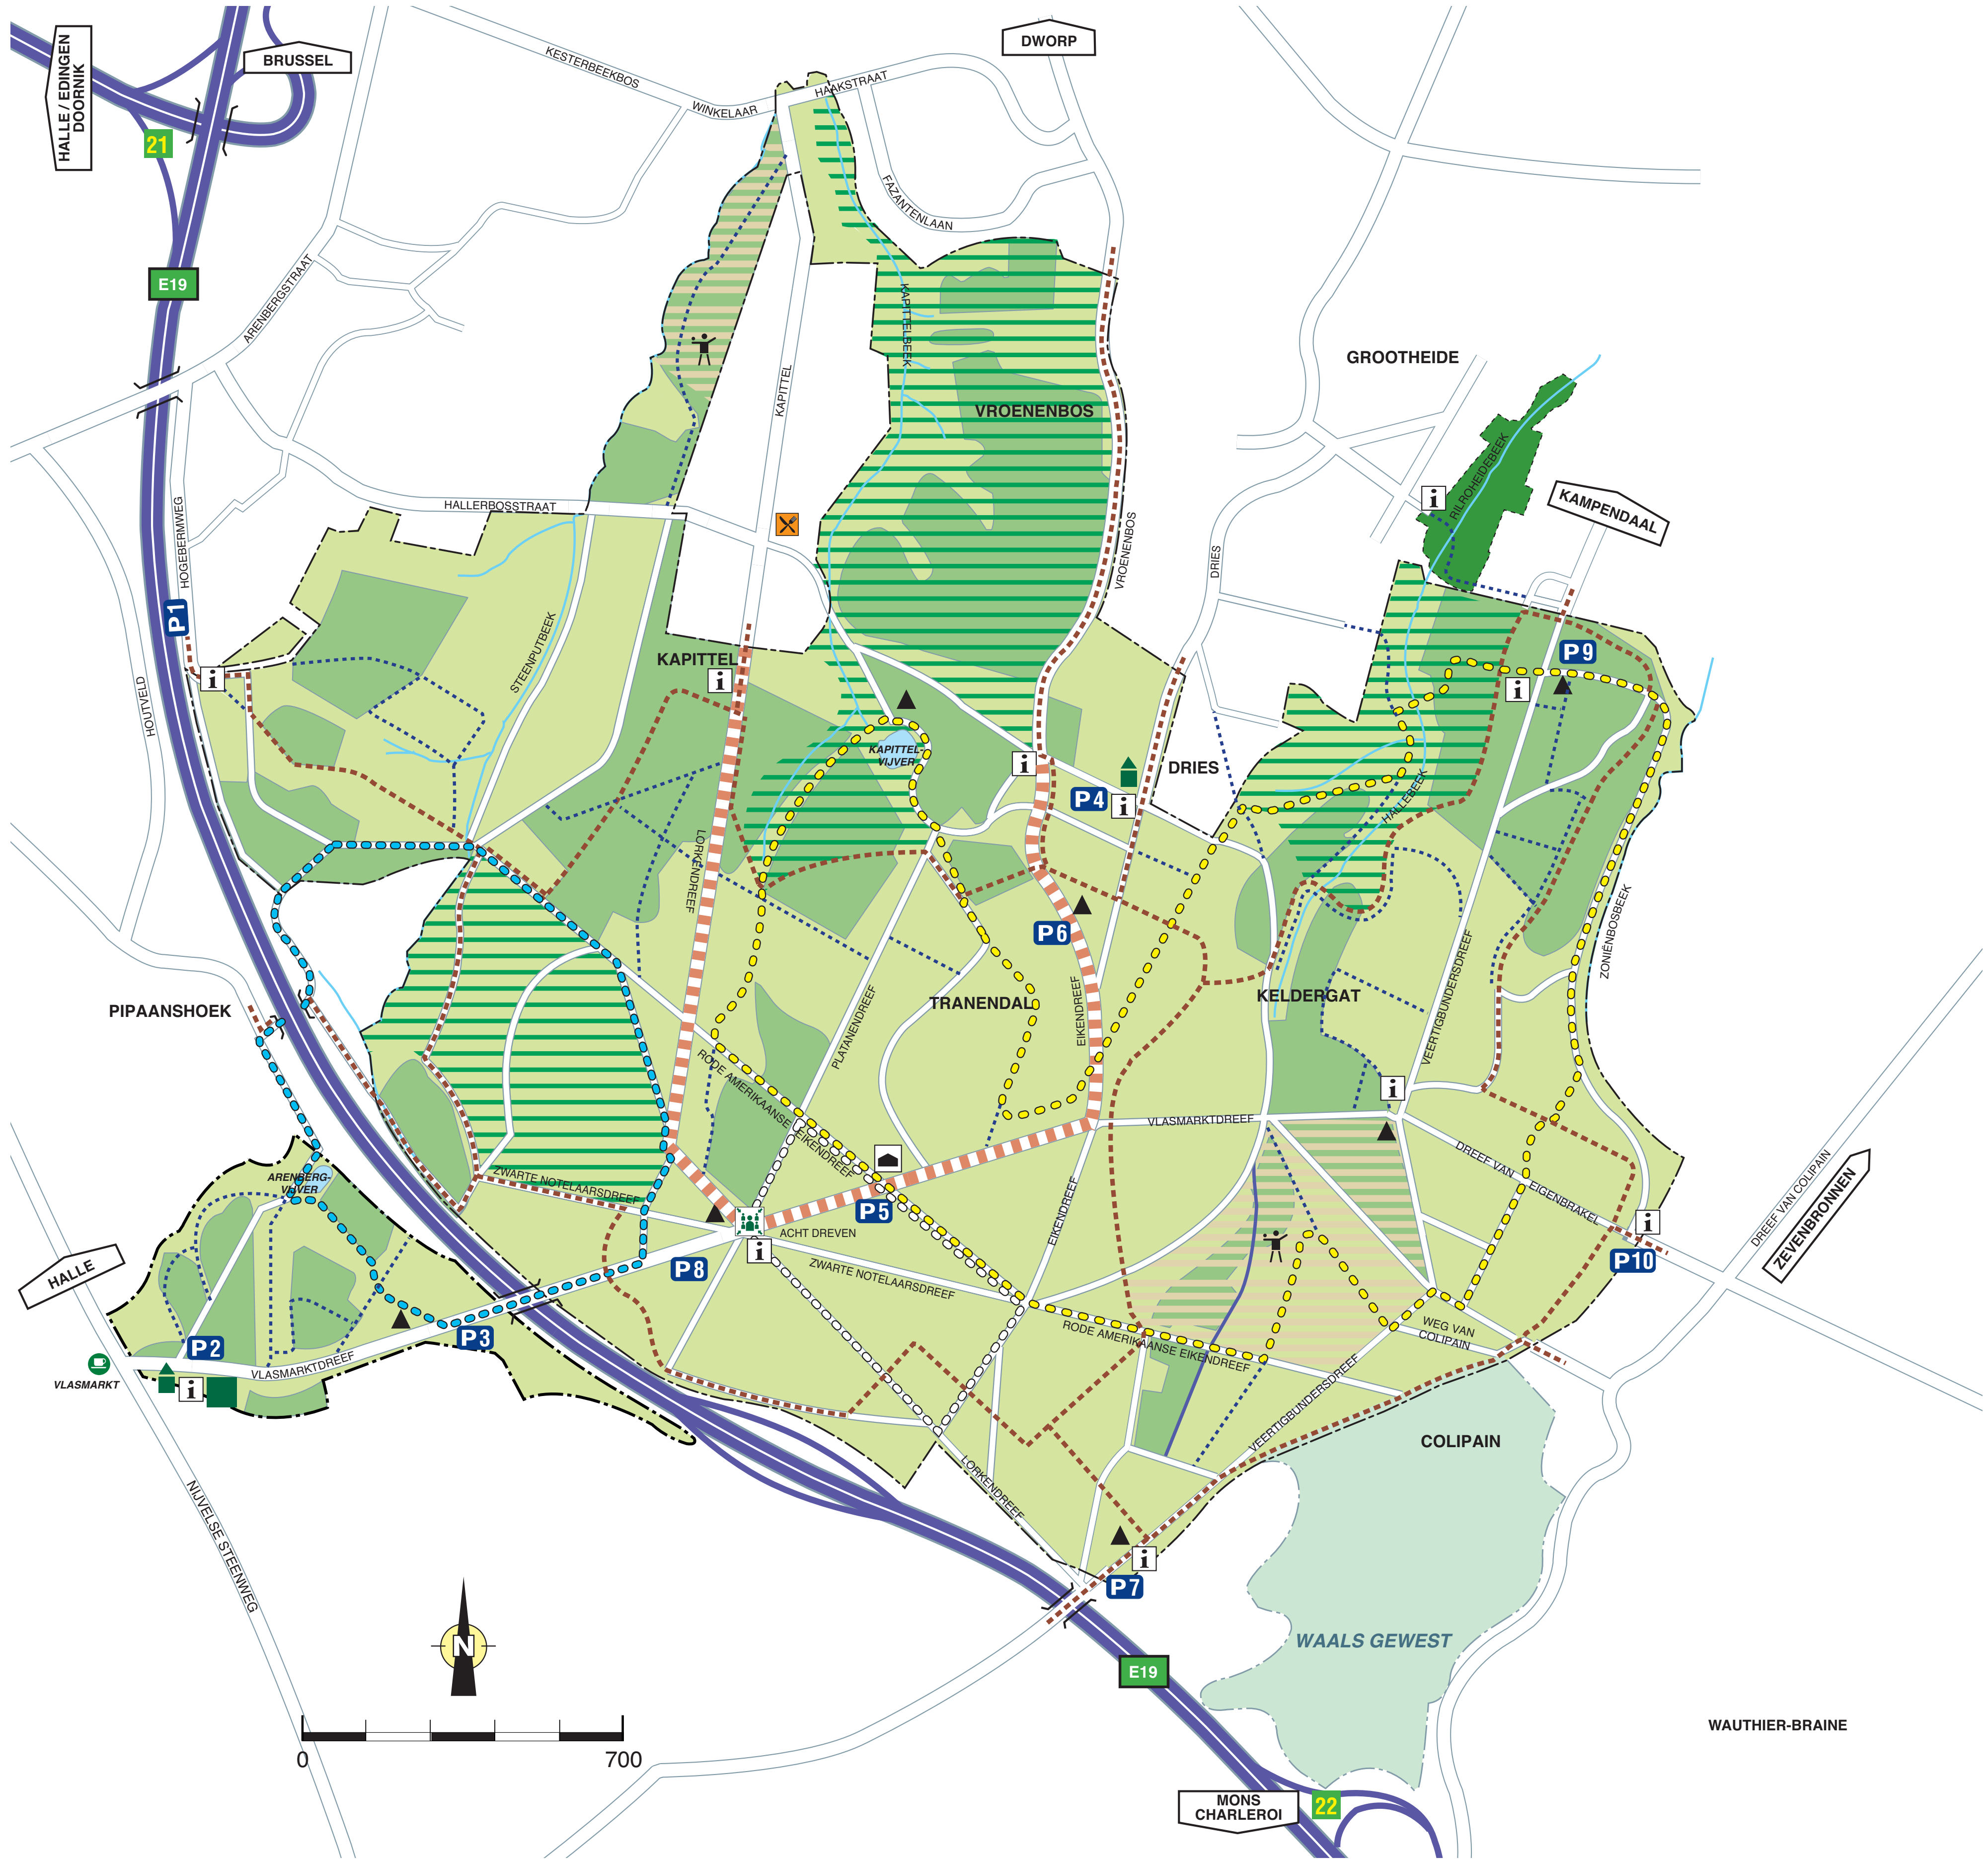 HALLE / EDINGEN
DOORNIK
BRUSSEL
21
E19
KESTERBEEKBOS
WINKELAAR
HAAKSTRAAT
DWORP
FAZANTENLAAN
ARENBERGSTRAAT
KAPITTELBEEK
KAPITTEL
GROOTHEIDE
VROENENBOS
RILROHEIDEBEEK
KAMPENDAAL
HALLERBOSSTRAAT
HOGEBERMWEG
VROENENBOS
DRIES
P1
i
STEENPUTBEEK
KAPITTEL
i
i
P9
i
HOUTVELD
KAPITTEL-
VIJVER
i
DRIES
P4
i
HALLEBEEK
LORKENDREEF
P6
ZONIËNBOSBEEK
VEERTIGBUNDERSDREEF
PIPAANSHOEK
PLATANENDREEF
TRANENDAL
EIKENDREEF
KELDERGAT
RODE AMERIKAANSE EIKENDREEF
i
VLASMARKTDREEF
DREEF VAN EIGENBRAKEL
DREEF VAN COLIPAIN
ZEVENBRONNEN
ARENBERG-
VIJVER
ZWARTE NOTELAARSDREEF
P5
ACHT DREVEN
i
EIKENDREEF
i
P10
HALLE
P8
ZWARTE NOTELAARSDREEF
P2
P3
VLASMARKTDREEF
RODE AMERIKAANSE EIKENDREEF
WEG VAN
COLIPAIN
VLASMARKT
i
VEERTIGBUNDERSDREEF
COLIPAIN
NIJVELSE STEENWEG
LORKENDREEF
i
P7
N
WAALS GEWEST
E19
WAUTHIER-BRAINE
0
700
MONS
CHARLEROI
22